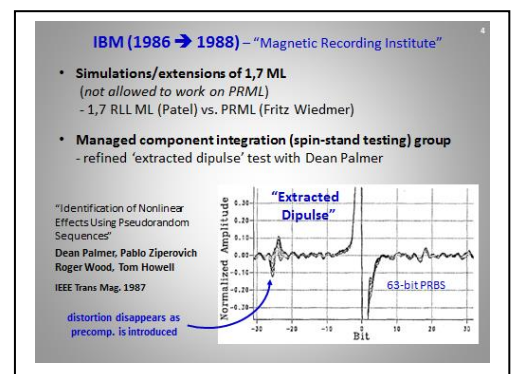 4
IBM (1986 ➔ 1988) – “Magnetic Recording Institute”
• Simulations/extensions of 1,7 ML
(not allowed to work on PRML)
- 1,7 RLL ML (Patel) vs. PRML (Fritz Wiedmer)
• Managed component integration (spin-stand testing) group
- refined ‘extracted dipulse’ test with Dean Palmer
“Identification of Nonlinear
Effects Using Pseudorandom
Sequences”
Dean Palmer, Pablo Ziperovich
Roger Wood, Tom Howell
IEEE Trans Mag. 1987
distortion disappears as
precomp. is introduced
“Extracted
Dipulse”
63-bit PRBS
Normalized Amplitude
0.30
0.20
0.10
-0.00
-0.10
-0.20
-0.30
-30 -20 -10 0 10 20 30
Bit